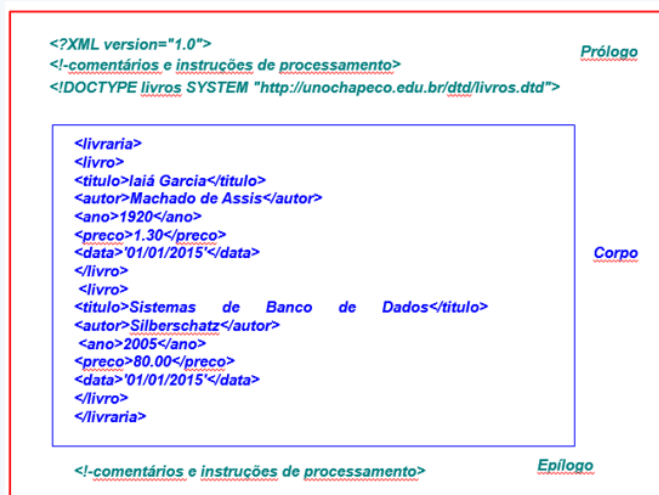 <?XML version="1.0">
Prólogo
<!-comentários e instruções de processamento>
<!DOCTYPE livros SYSTEM "http://unochapeco.edu.br/dtd/livros.dtd">
<livraria>
<livro>
<titulo>Iaiá Garcia</titulo>
<autor>Machado de Assis</autor>
<ano>1920</ano>
<preco>1.30</preco>
<data>'01/01/2015'</data>
</livro>
<livro>
<titulo>Sistemas de Banco de Dados</titulo>
<autor>Silberschatz</autor>
<ano>2005</ano>
<preco>80.00</preco>
<data>'01/01/2015'</data>
</livro>
</livraria>
Corpo
<!-comentários e instruções de processamento>
Epílogo